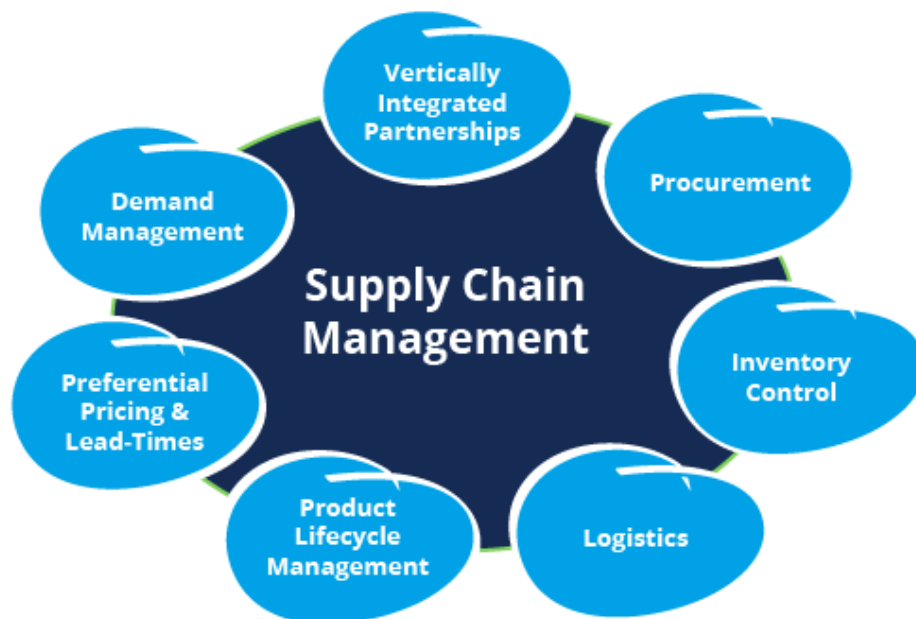 Vertically
Integrated
Partnerships
Procurement
Inventory
Control
Logistics
Product
Lifecycle
Management
Preferential
Pricing &
Lead-Times
Demand
Management
Supply Chain
Management